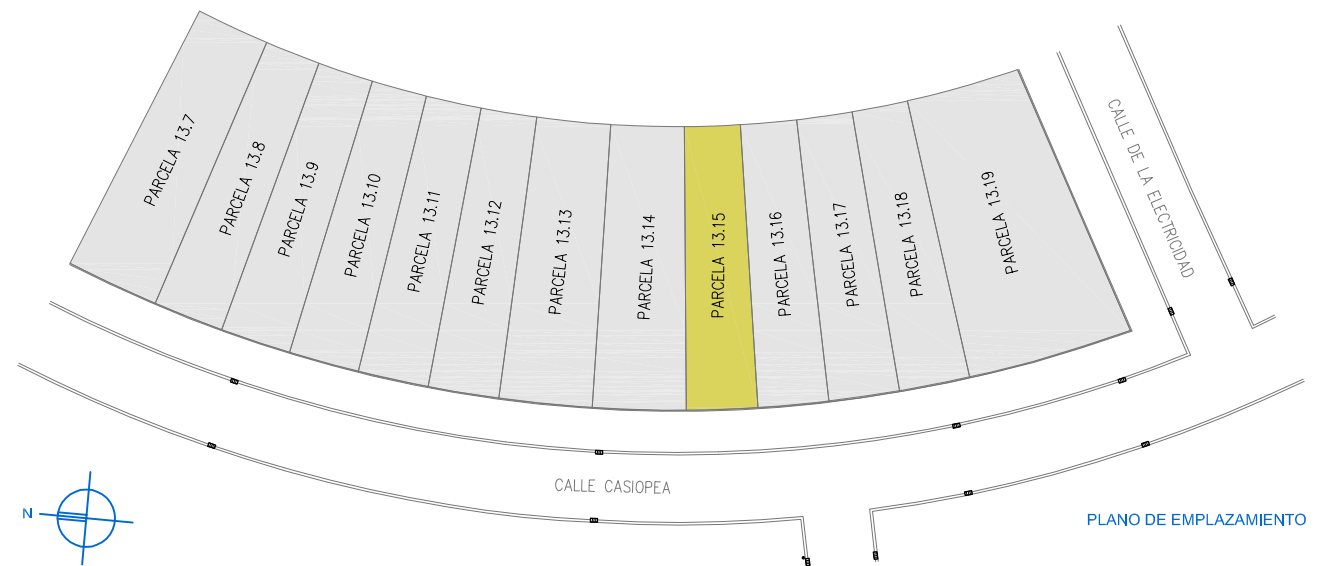 PARCELA 13.7
PARCELA 13.8
PARCELA 13.9
PARCELA 13.10
PARCELA 13.11
PARCELA 13.12
PARCELA 13.13
PARCELA 13.14
PARCELA 13.15
PARCELA 13.16
PARCELA 13.17
PARCELA 13.18
PARCELA 13.19
CALLE DE LA ELECTRICIDAD
CALLE CASIOPEA
N
PLANO DE EMPLAZAMIENTO